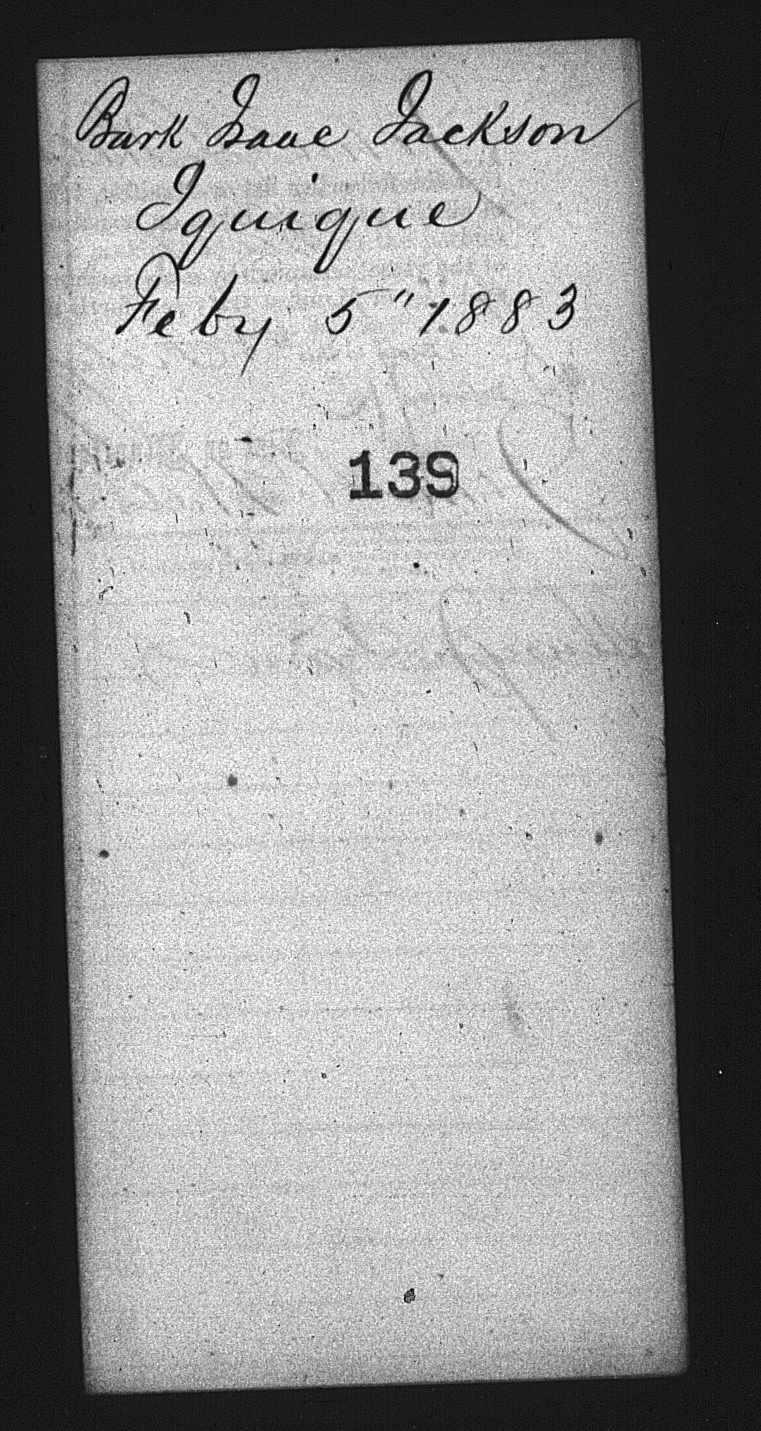 Bark Isaac Jackson
Iquique
Feby 5" 1883
139